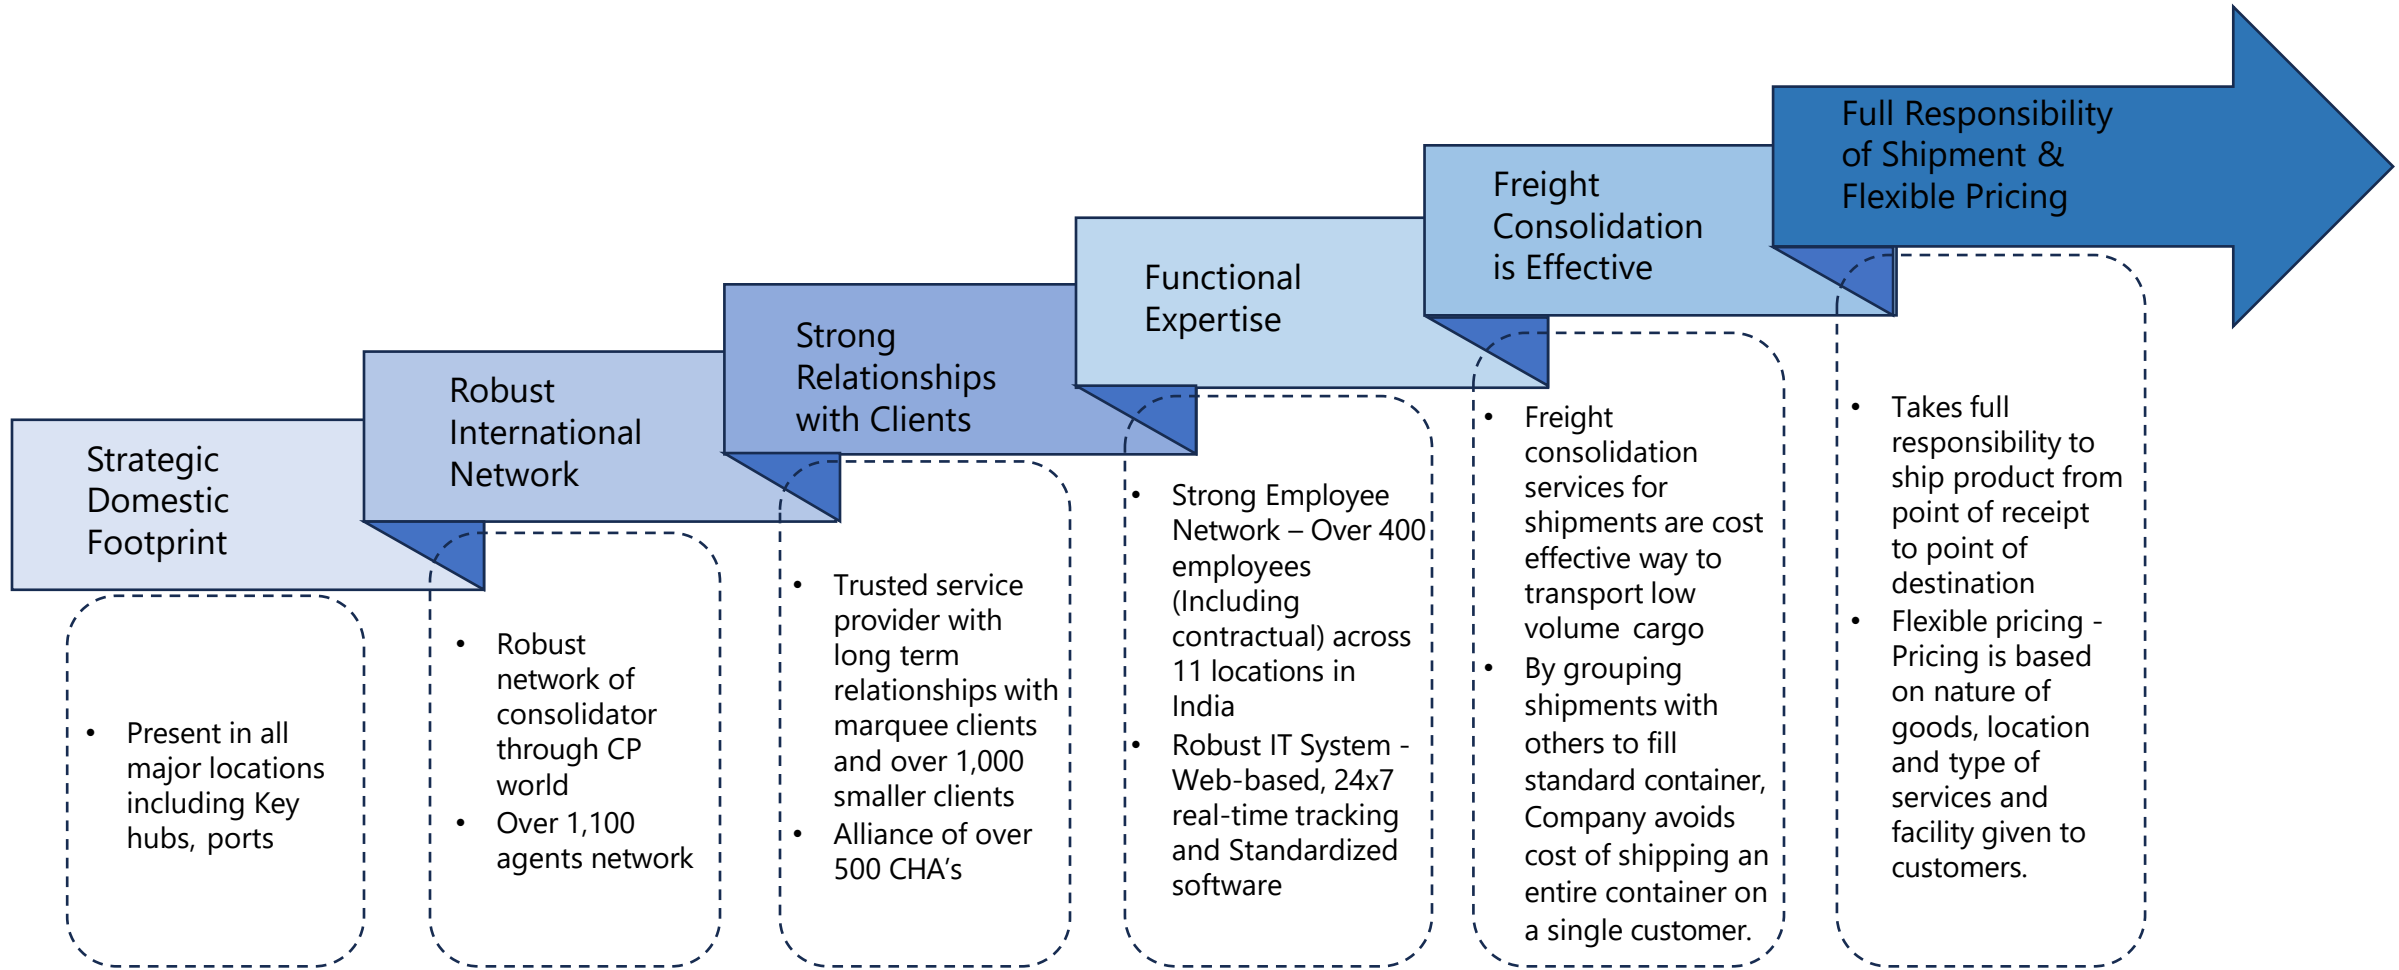 Strategic
Domestic
Footprint
• Present in all
major locations
including Key
hubs, ports
Robust
International
Network
• Robust
network of
consolidator
through CP
world
• Over 1,100
agents network
Strong
Relationships
with Clients
• Trusted service
provider with
long term
relationships with
marquee clients
and over 1,000
smaller clients
• Alliance of over
500 CHA’s
Functional
Expertise
• Strong Employee
Network – Over 400
employees
(Including
contractual) across
11 locations in
India
• Robust IT System -
Web-based, 24x7
real-time tracking
and Standardized
software
Freight
Consolidation
is Effective
• Freight
consolidation
services for
shipments are cost
effective way to
transport low
volume cargo
• By grouping
shipments with
others to fill
standard container,
Company avoids
cost of shipping an
entire container on
a single customer.
Full Responsibility
of Shipment &
Flexible Pricing
• Takes full
responsibility to
ship product from
point of receipt
to point of
destination
• Flexible pricing -
Pricing is based
on nature of
goods, location
and type of
services and
facility given to
customers.